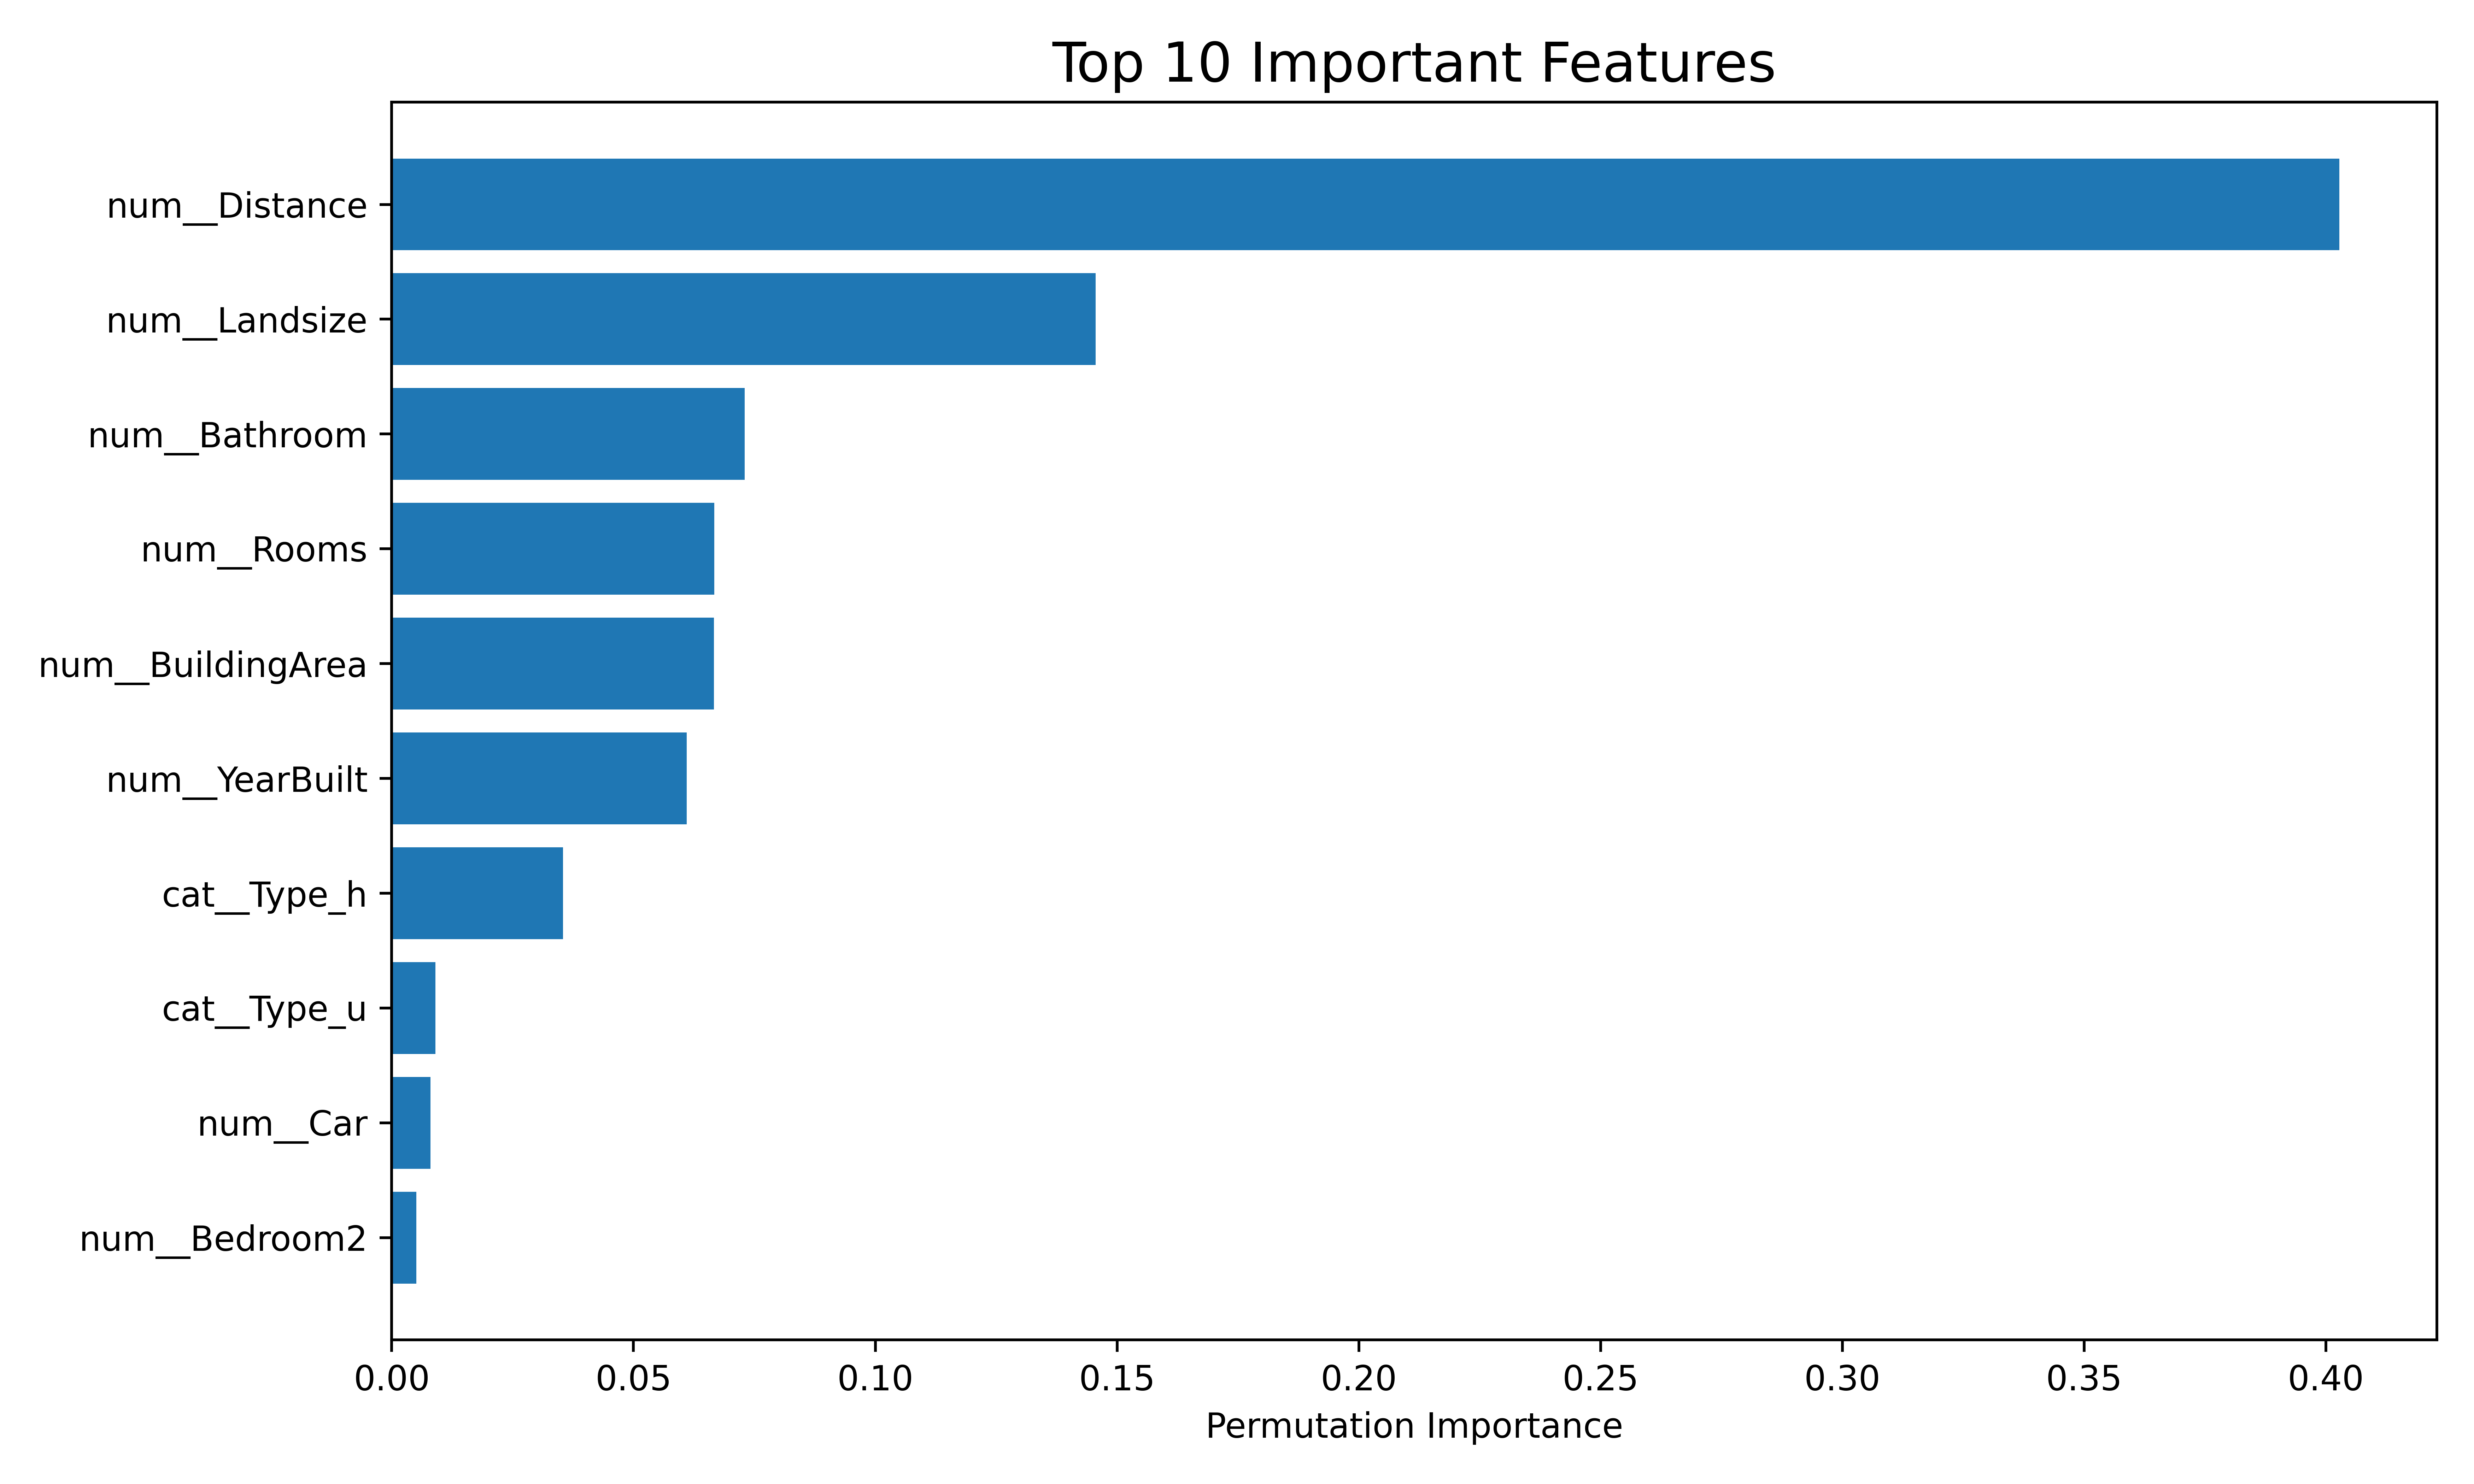 Top 10 Important Features
num__Distance
num__Landsize
num__Bathroom
num__Rooms
num__BuildingArea
num__YearBuilt
cat__Type_h
cat__Type_u
num__Car
num__Bedroom2
0.00 0.05 0.10 0.15 0.20 0.25 0.30 0.35 0.40
Permutation Importance